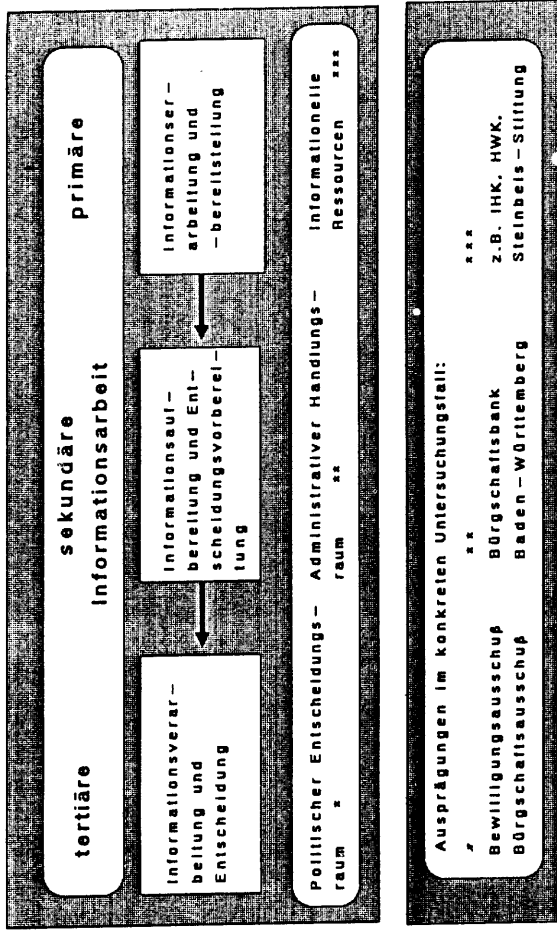 tertiäre sekundäre primäre
Informationsarbeit
Informationsverar-
beitung und
Entscheidung
Informationsauf-
bereitung und Ent-
scheidungsvorberei-
tung
Informationser-
arbeitung und
-bereitstellung
Politischer Entscheidungs-
raum *
Administrativer Handlungs-
raum **
Informationelle
Ressourcen ***
Ausprägungen im konkreten Untersuchungsfall:
* ** ***
Bewilligungsausschuß
Bürgschaftsausschuß
Bürgschaftsbank
Baden-Württemberg
z.B. IHK, HWK,
Steinbeis-Stiftung